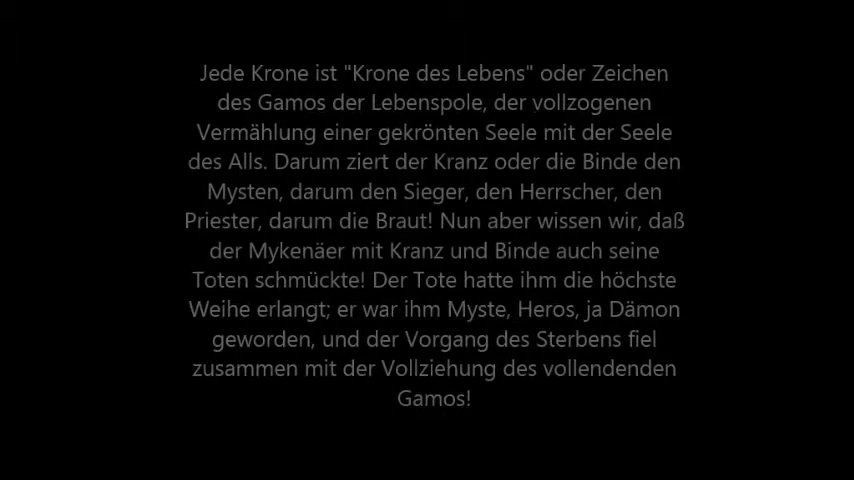 Jede Krone ist "Krone des Lebens" oder Zeichen
des Gamos der Lebenspole, der vollzogenen
Vermählung einer gekrönten Seele mit der Seele
des Alls. Darum ziert der Kranz oder die Binde den
Mysten, darum den Sieger, den Herrscher, den
Priester, darum die Braut! Nun aber wissen wir, daß
der Mykenäer mit Kranz und Binde auch seine
Toten schmückte! Der Tote hatte ihm die höchste
Weihe erlangt; er war ihm Myste, Heros, ja Dämon
geworden, und der Vorgang des Sterbens fiel
zusammen mit der Vollziehung des vollendenden
Gamos!